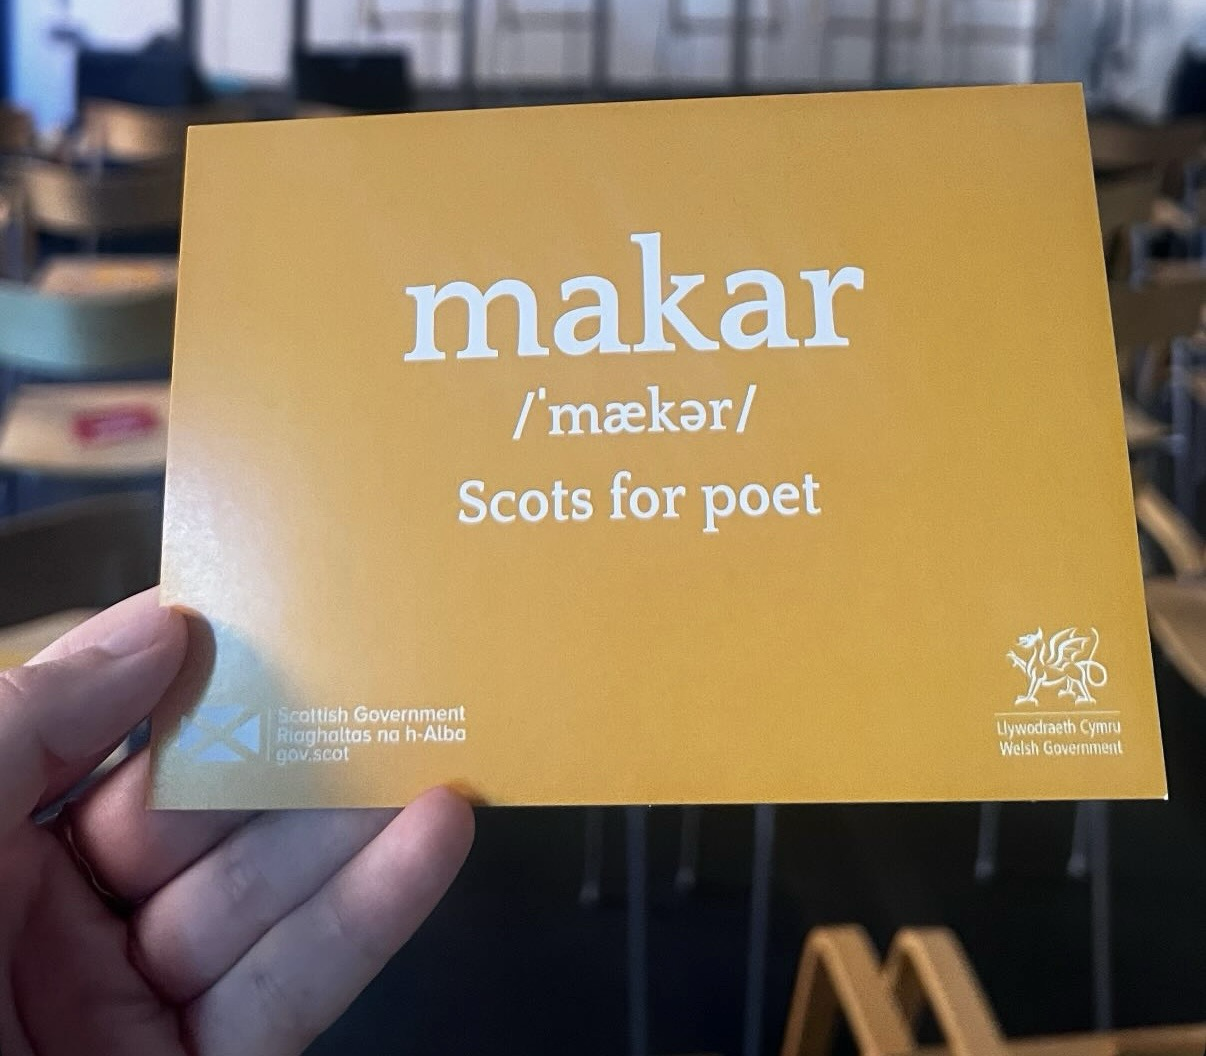 makar
/ˈmækər/
Scots for poet
Scottish Government
Riaghaltas na h-Alba
gov.scot
Llywodraeth Cymru
Welsh Government